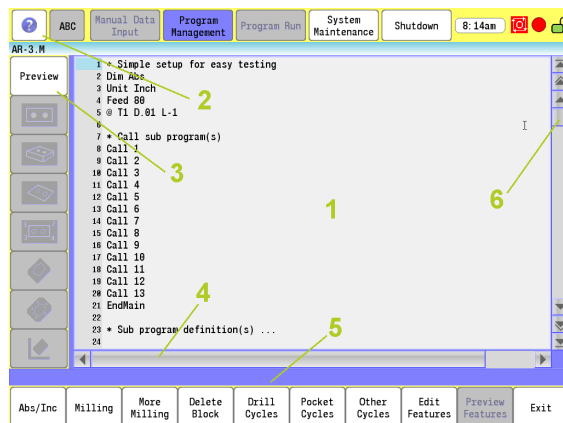 ? ABC Manual Data Input Program Management Program Run System Maintenance Shutdown 8:14am
AR-3.M
Preview
1 * Simple setup for easy testing
2 Dim Abs
3 Unit Inch
4 Feed 80
5 @ T1 D.01 L-1
6
7 * Call sub program(s)
8 Call 1
9 Call 2
10 Call 3
11 Call 4
12 Call 5
13 Call 6
14 Call 7
15 Call 8
16 Call 9
17 Call 10
18 Call 11
19 Call 12
20 Call 13
21 EndMain
22
23 * Sub program definition(s) ...
24
1
2
3
4
5
6
Abs/Inc Milling More Milling Delete Block Drill Cycles Pocket Cycles Other Cycles Edit Features Preview Features Exit